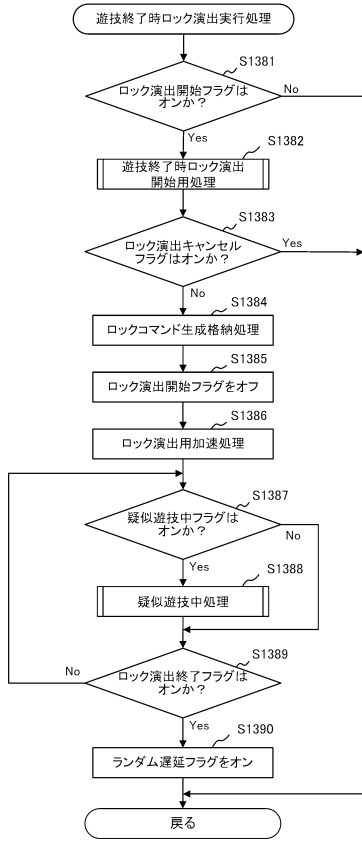 遊技終了時ロック演出実行処理
S1381
ロック演出開始フラグは
オンか？
No
Yes
S1382
遊技終了時ロック演出
開始用処理
S1383
ロック演出キャンセル
フラグはオンか？
Yes
No
S1384
ロックコマンド生成格納処理
S1385
ロック演出開始フラグをオフ
S1386
ロック演出用加速処理
S1387
疑似遊技中フラグは
オンか？
No
Yes
S1388
疑似遊技中処理
S1389
ロック演出終了フラグは
オンか？
No
Yes
S1390
ランダム遅延フラグをオン
戻る